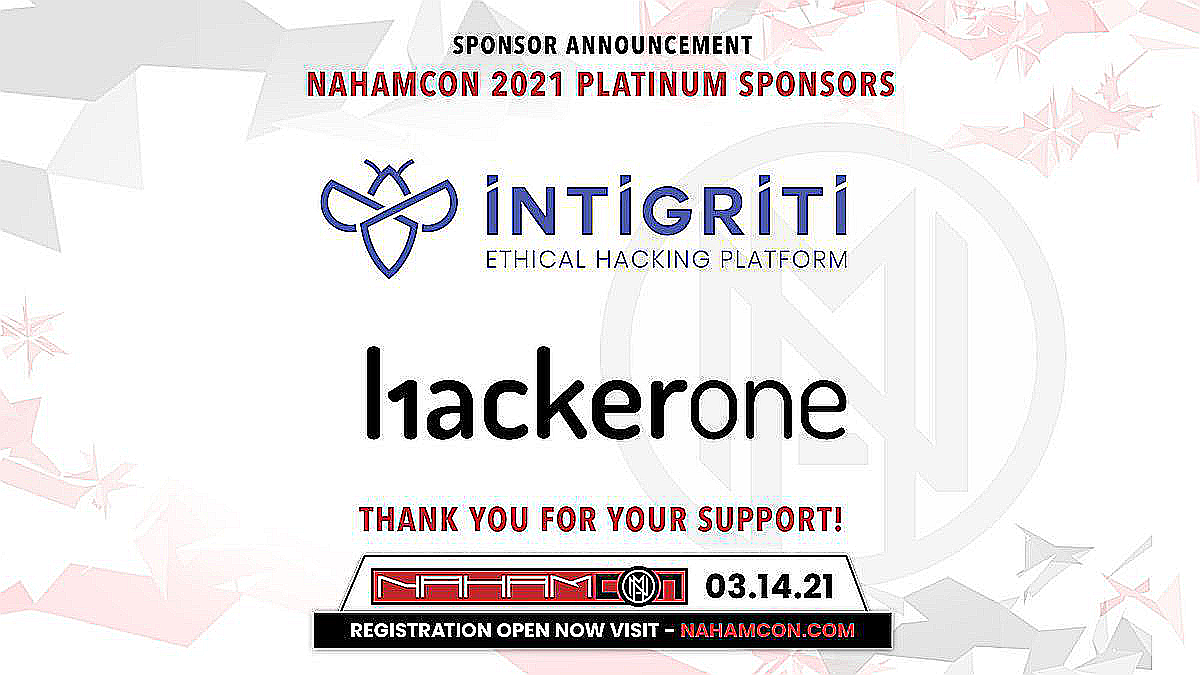 SPONSOR ANNOUNCEMENT
NAHAMCON 2021 PLATINUM SPONSORS
INTIGRITI
ETHICAL HACKING PLATFORM
hackerone
THANK YOU FOR YOUR SUPPORT!
NAHAMCON 03.14.21
REGISTRATION OPEN NOW VISIT - NAHAMCON.COM